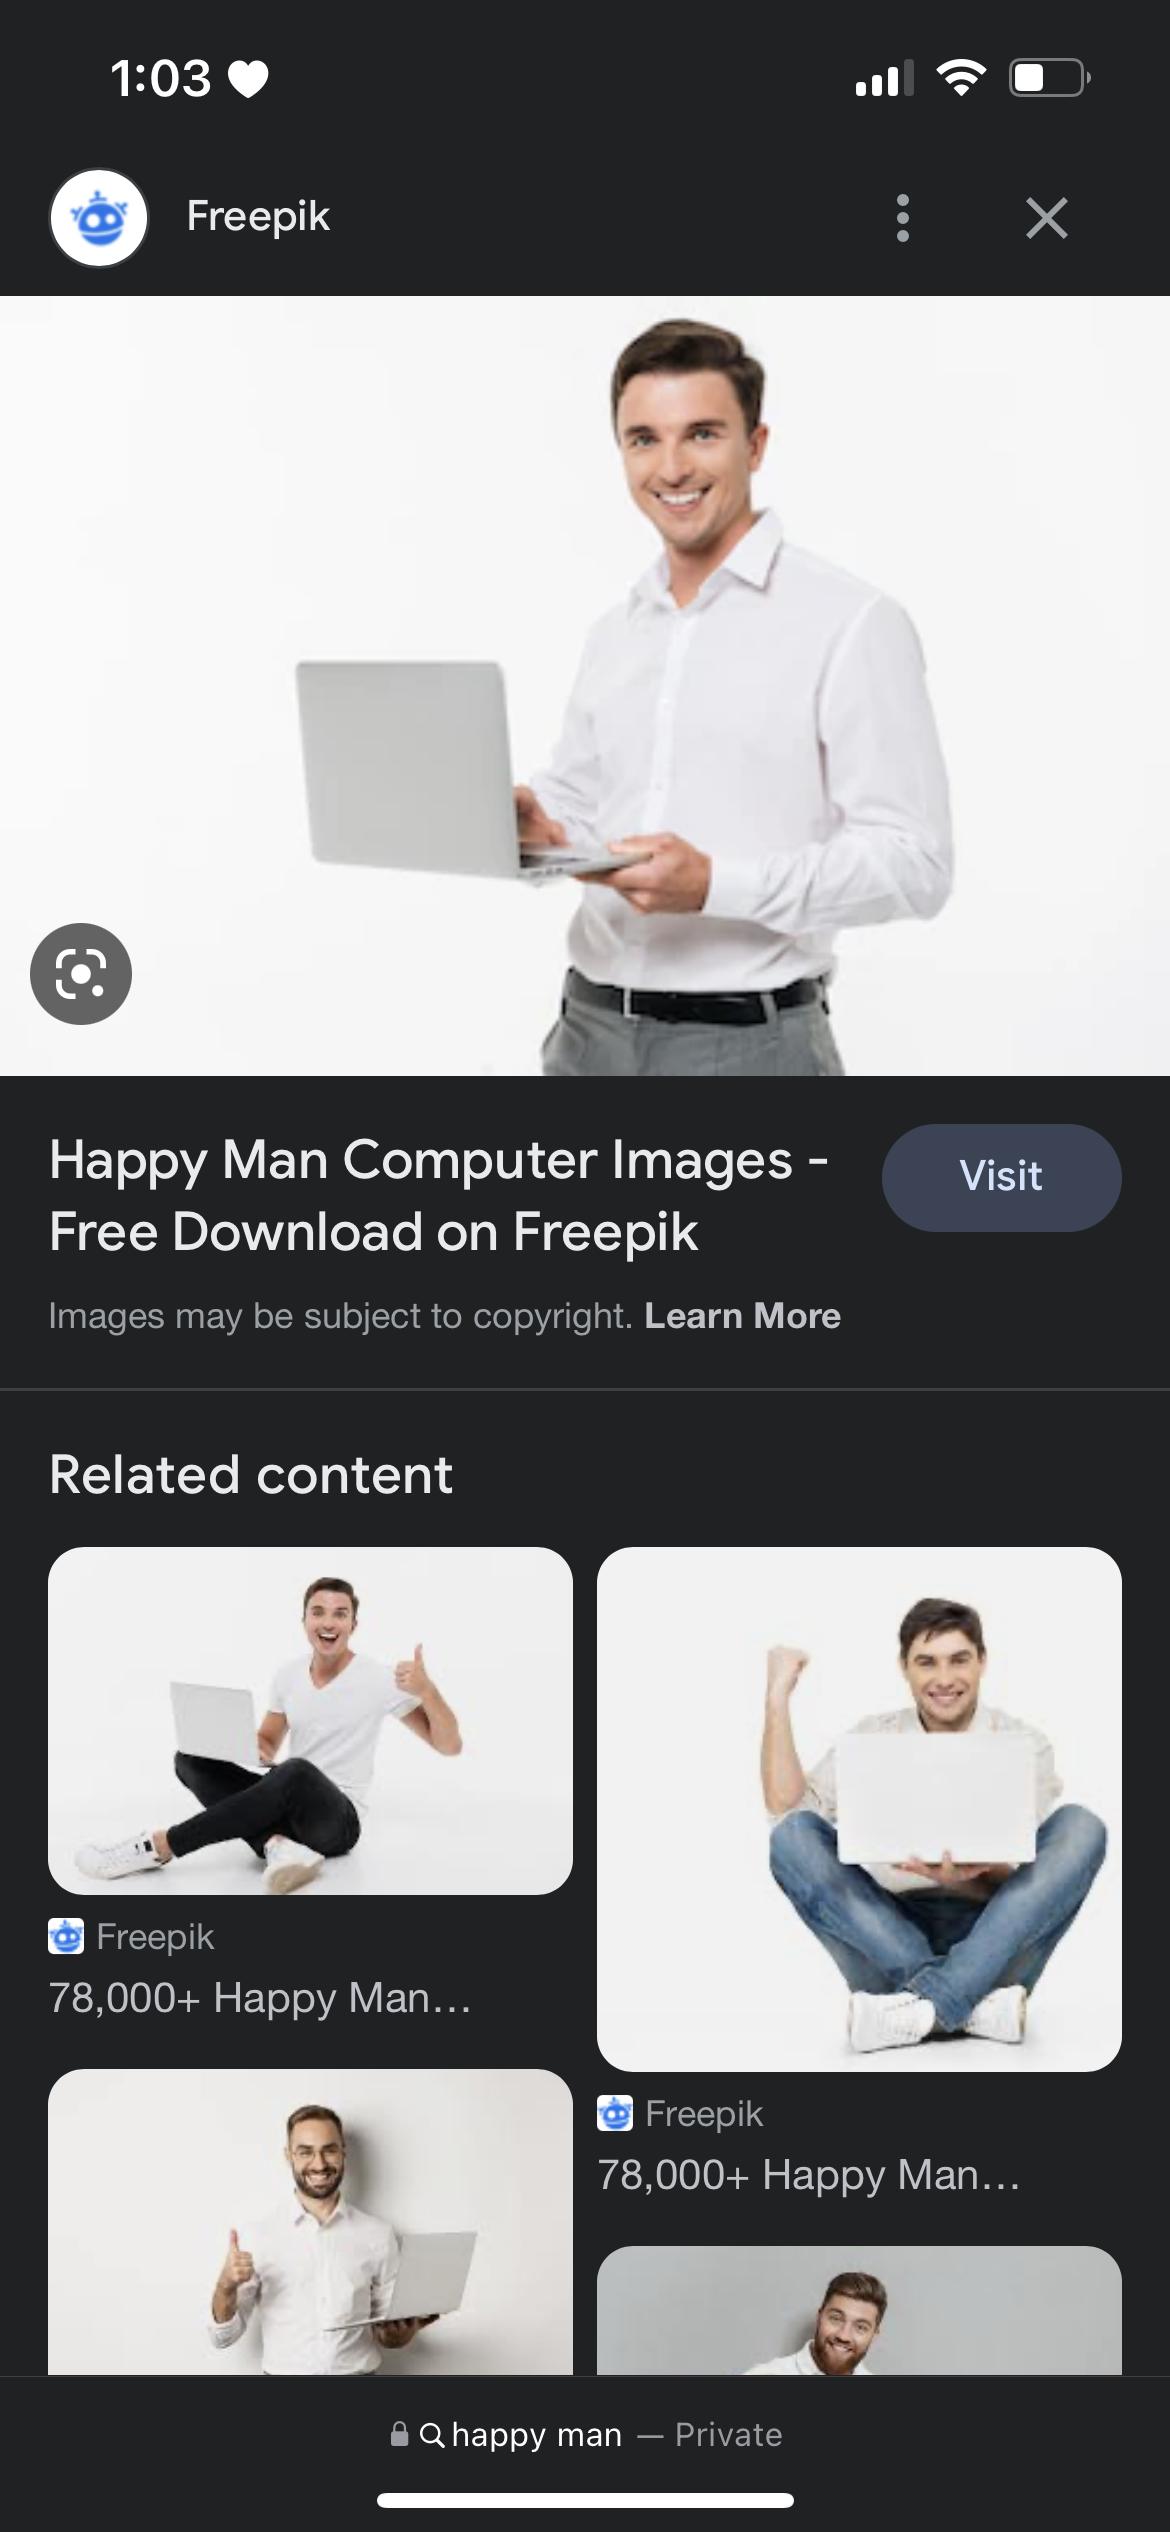 1:03
Freepik
Happy Man Computer Images -
Free Download on Freepik
Visit
Images may be subject to copyright. Learn More
Related content
Freepik
78,000+ Happy Man...
Freepik
78,000+ Happy Man...
happy man — Private